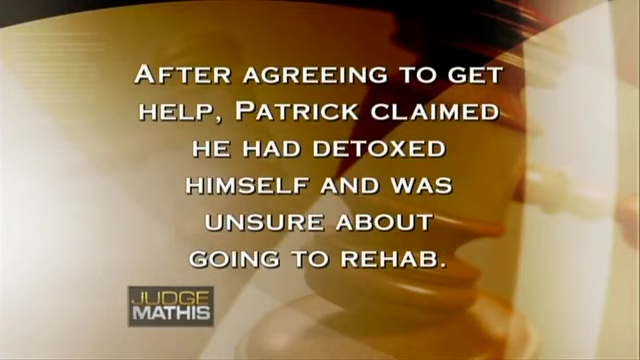 AFTER AGREEING TO GET
HELP, PATRICK CLAIMED
HE HAD DETOXED
HIMSELF AND WAS
UNSURE ABOUT
GOING TO REHAB.
JUDGE
MATHIS